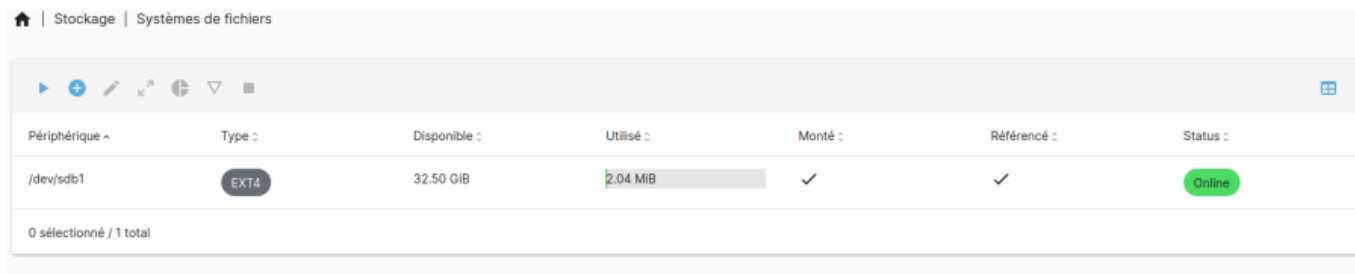 | Stockage | Systèmes de fichiers
Périphérique Type Disponible Utilisé Monté Référencé Status
/dev/sdb1 EXT4 32.50 GiB 2.04 MiB Online
0 sélectionné / 1 total